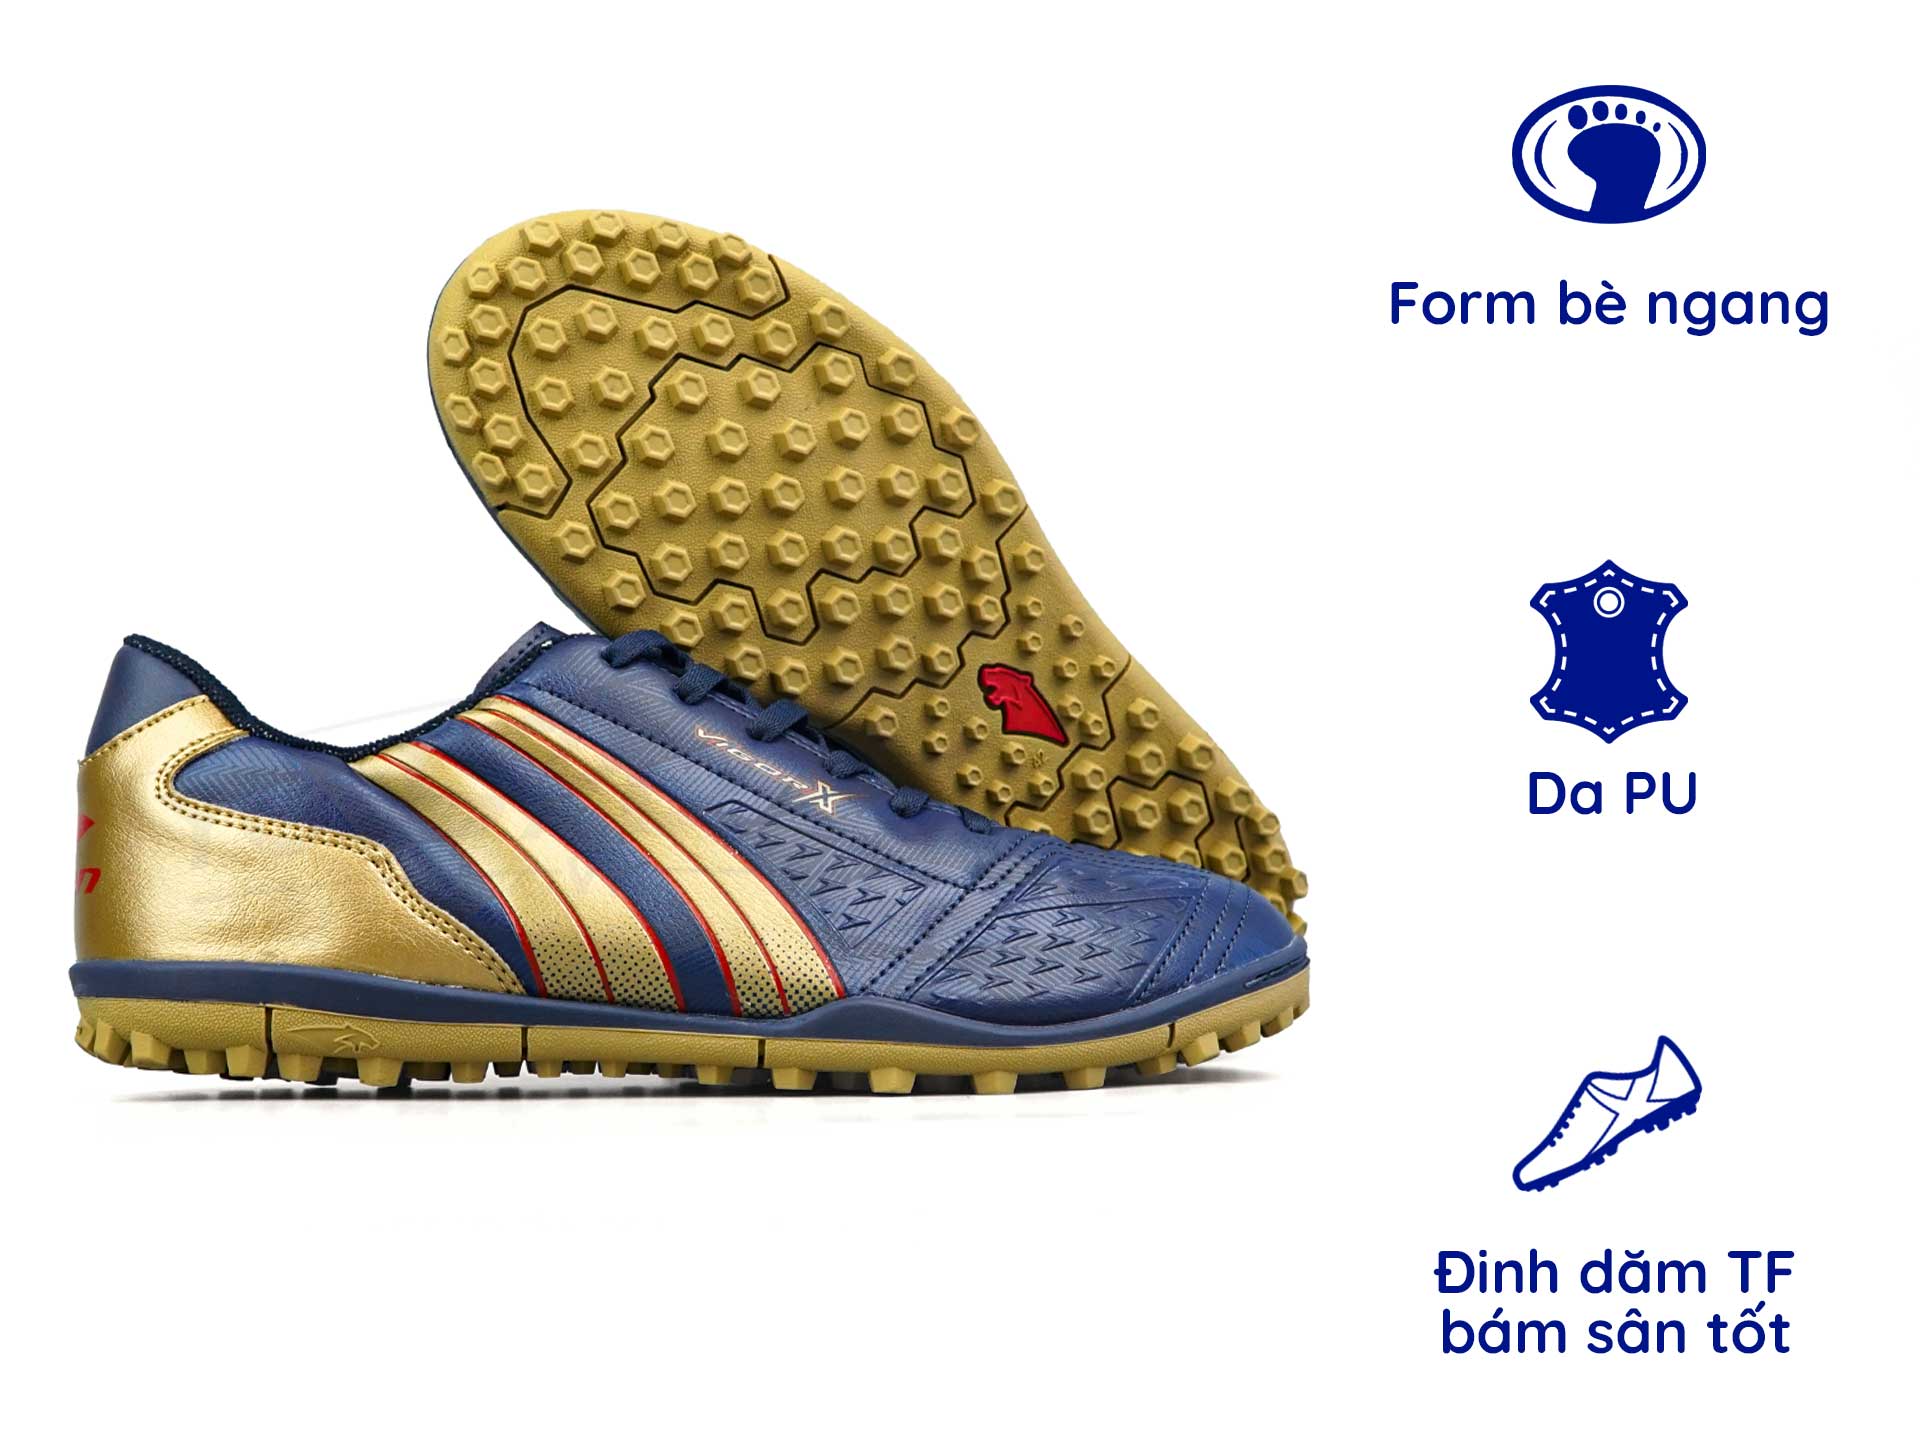 VIGOR X
Form bè ngang
Da PU
Đinh dăm TF
bám sân tốt